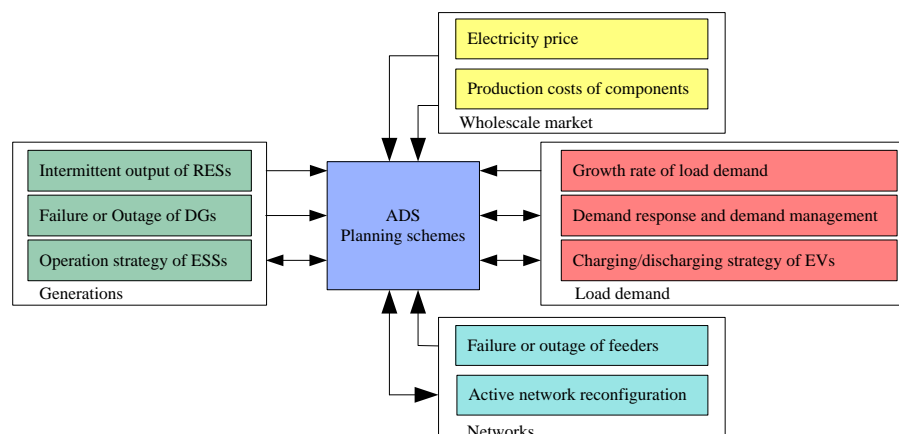 Electricity price
Production costs of components
Wholescale market
Intermittent output of RESs
Failure or Outage of DGs
Operation strategy of ESSs
Generations
ADS
Planning schemes
Growth rate of load demand
Demand response and demand management
Charging/discharging strategy of EVs
Load demand
Failure or outage of feeders
Active network reconfiguration
Networks